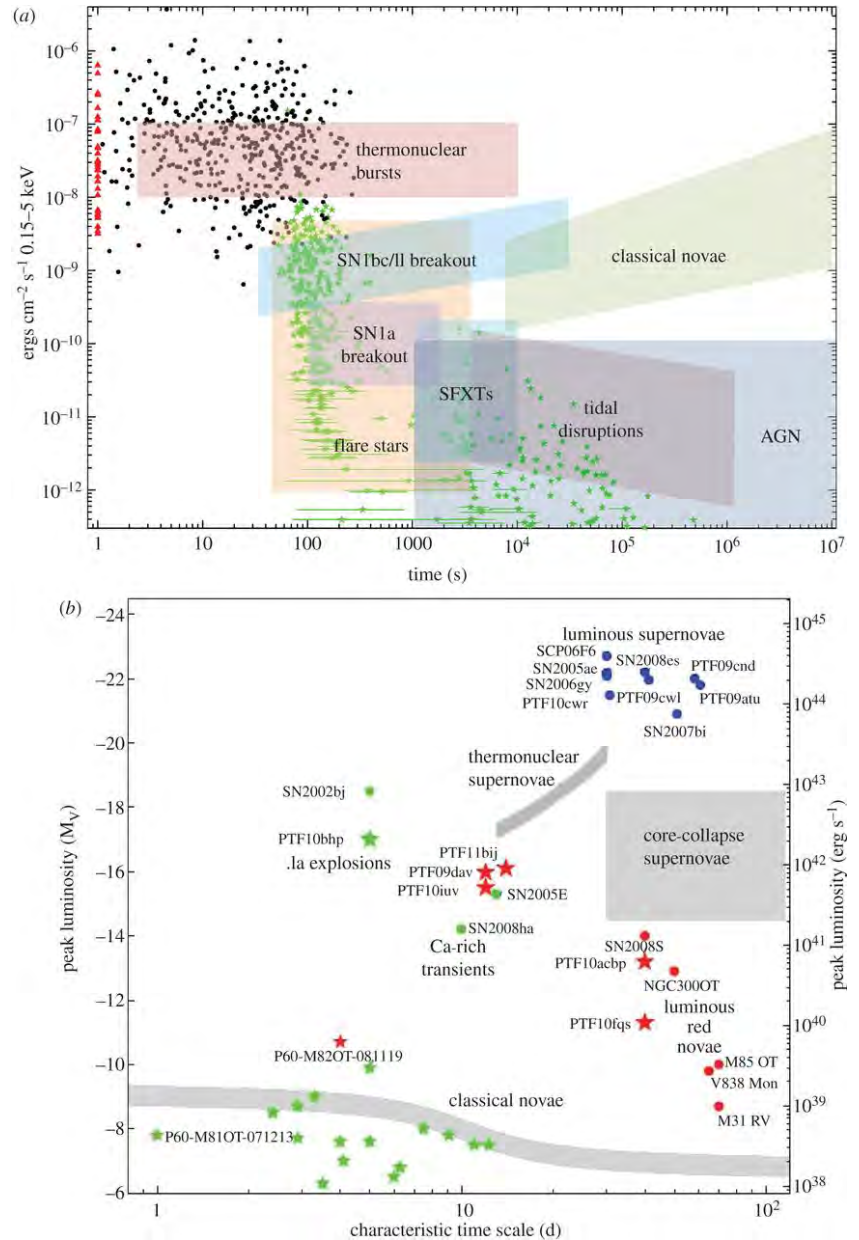 (a)
10⁻⁶
10⁻⁷
10⁻⁸
10⁻⁹
10⁻¹⁰
10⁻¹¹
10⁻¹²
ergs cm⁻² s⁻¹ 0.15–5 keV
thermonuclear
bursts
SN1bc/ll breakout
classical novae
SN1a
breakout
SFXTs
tidal
disruptions
AGN
flare stars
1
10
100
1000
10⁴
10⁵
10⁶
10⁷
time (s)
(b)
−24
−22
−20
−18
−16
−14
−12
−10
−8
−6
peak luminosity (M_V)
10⁴⁵
10⁴⁴
10⁴³
10⁴²
10⁴¹
10⁴⁰
10³⁹
10³⁸
peak luminosity (erg s⁻¹)
luminous supernovae
SCP06F6
SN2005ae
SN2008es
PTF09cnd
SN2006gy
PTF10cwr
PTF09cwl
PTF09atu
SN2007bi
thermonuclear
supernovae
SN2002bj
PTF10bhp
.Ia explosions
core-collapse
supernovae
PTF11bij
PTF09dav
PTF10iuv
SN2005E
SN2008ha
Ca-rich
transients
SN2008S
PTF10acbp
NGC300OT
PTF10fqs
luminous
red
novae
P60-M82OT-081119
M85 OT
V838 Mon
M31 RV
classical novae
P60-M81OT-071213
1
10
10²
characteristic time scale (d)